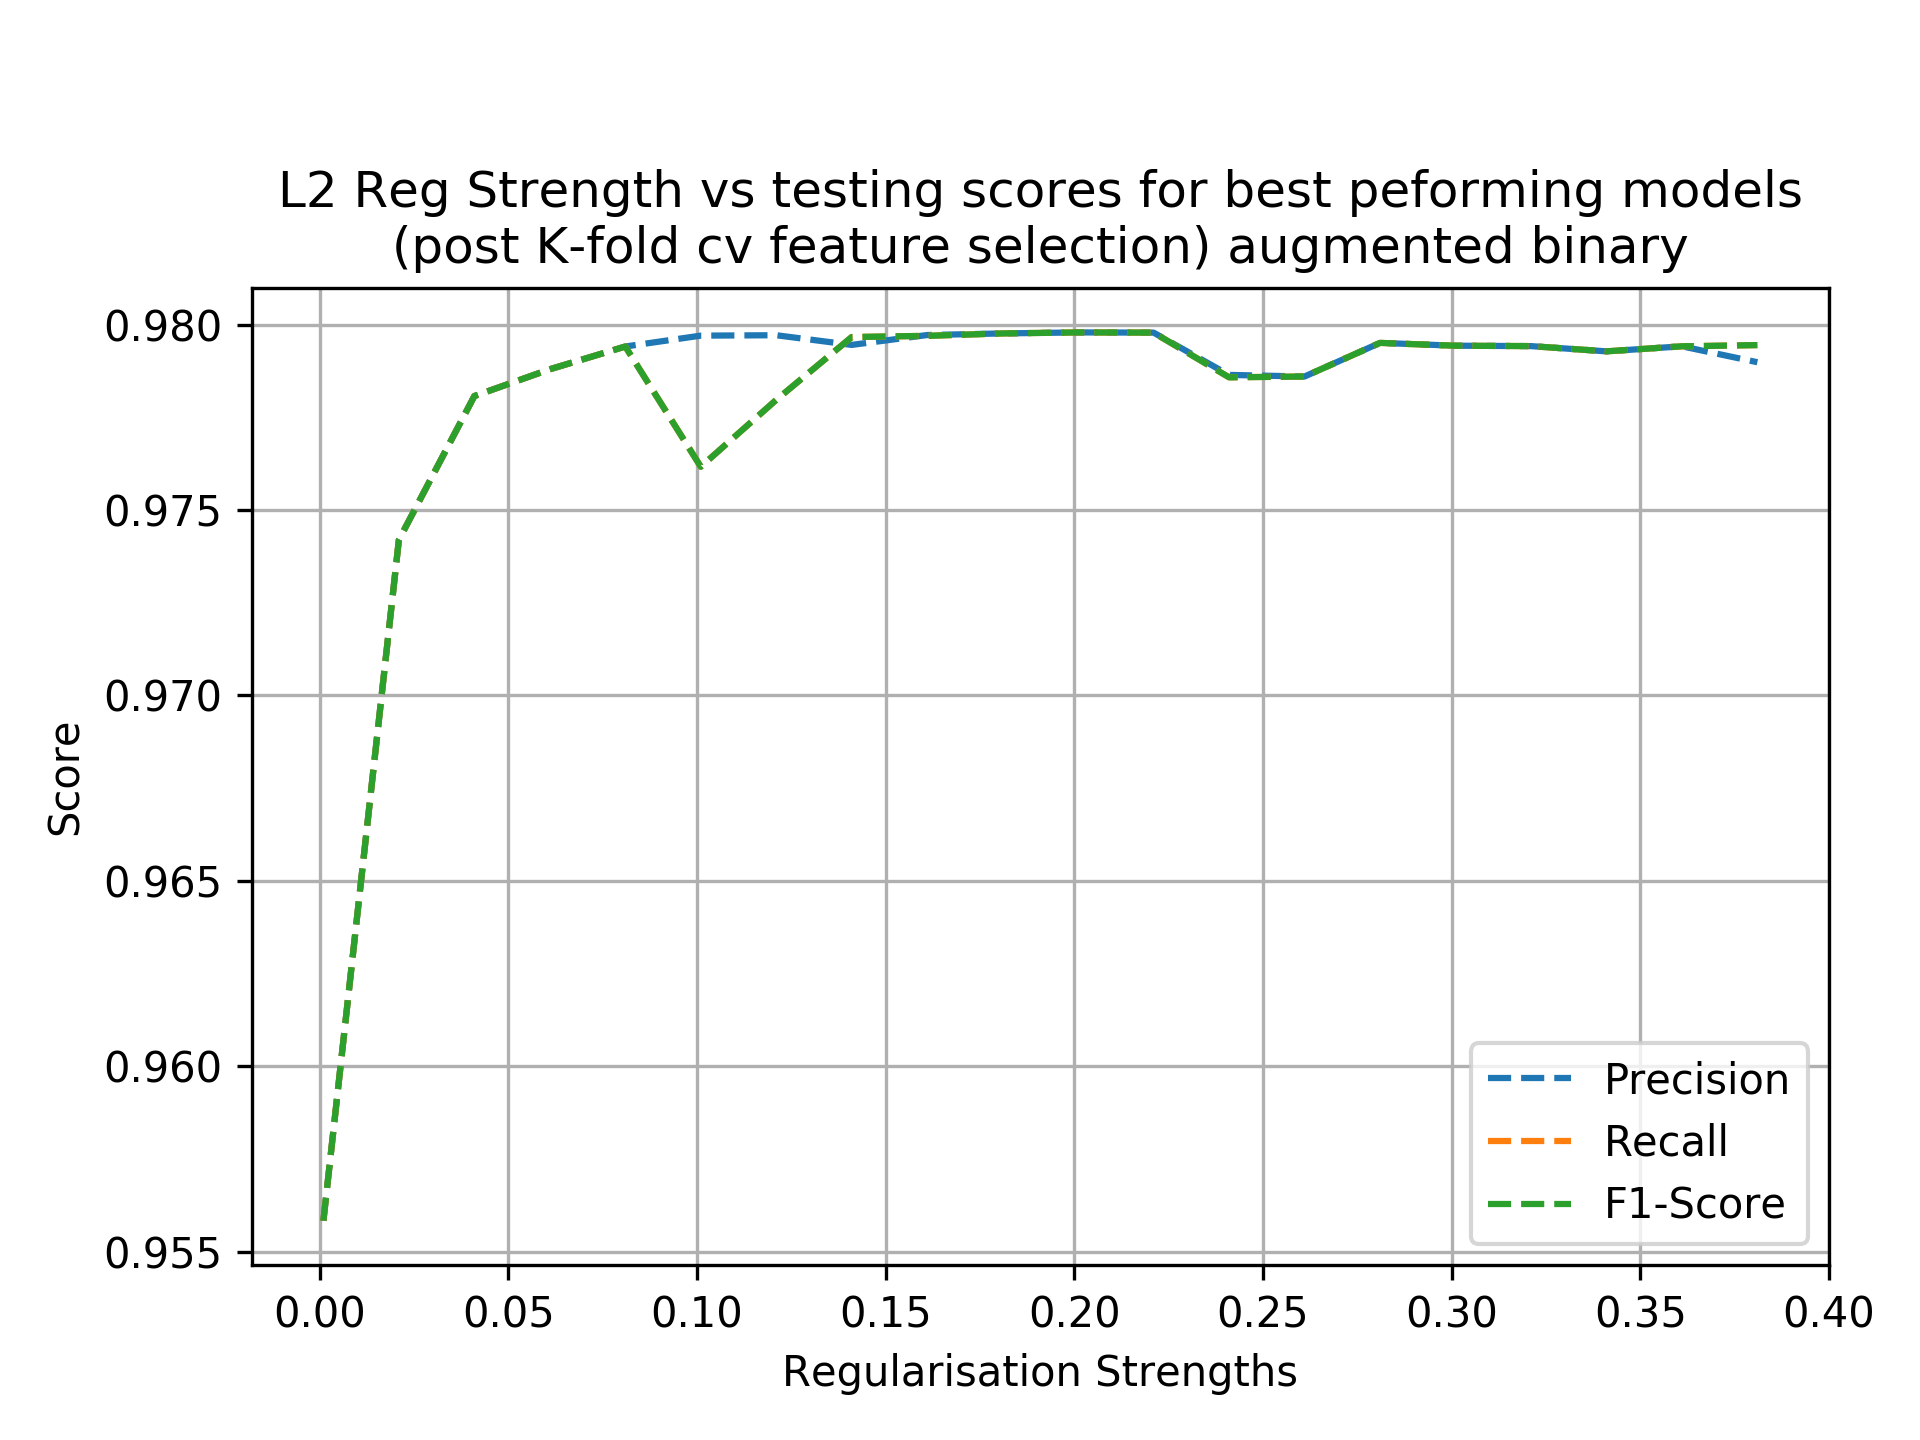 L2 Reg Strength vs testing scores for best peforming models
(post K-fold cv feature selection) augmented binary
0.980
0.975
0.970
0.965
0.960
0.955
Score
Precision
Recall
F1-Score
0.00 0.05 0.10 0.15 0.20 0.25 0.30 0.35 0.40
Regularisation Strengths